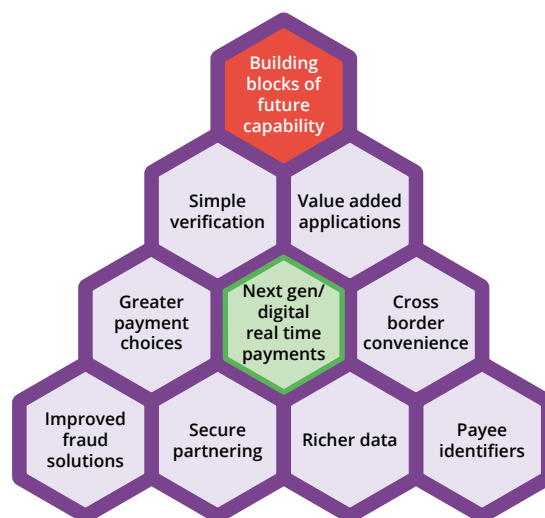 Building
blocks of
future
capability
Simple
verification
Value added
applications
Greater
payment
choices
Next gen/
digital
real time
payments
Cross
border
convenience
Improved
fraud
solutions
Secure
partnering
Richer data
Payee
identifiers